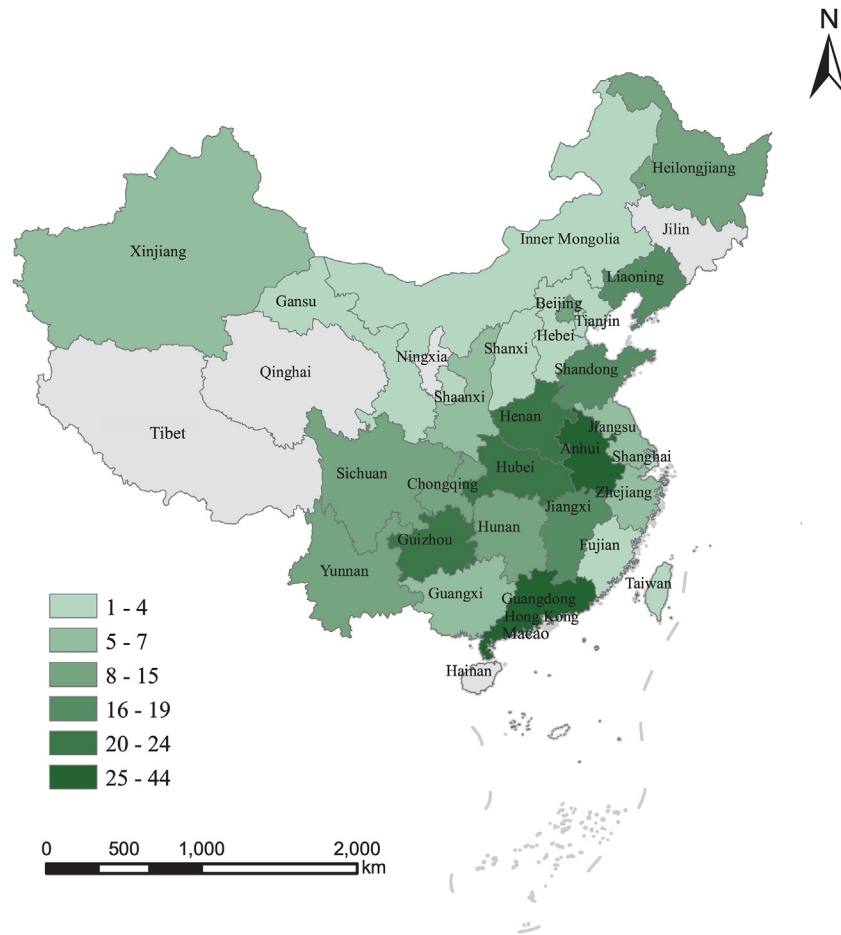 N
Heilongjiang
Jilin
Inner Mongolia
Xinjiang
Liaoning
Gansu
Beijing
Tianjin
Hebei
Shanxi
Ningxia
Qinghai
Shandong
Shaanxi
Henan
Jiangsu
Tibet
Anhui
Shanghai
Hubei
Sichuan
Chongqing
Zhejiang
Jiangxi
Hunan
Guizhou
Fujian
Yunnan
Taiwan
Guangxi
Guangdong
Hong Kong
Macao
Hainan
1 - 4
5 - 7
8 - 15
16 - 19
20 - 24
25 - 44
0 500 1,000 2,000
km